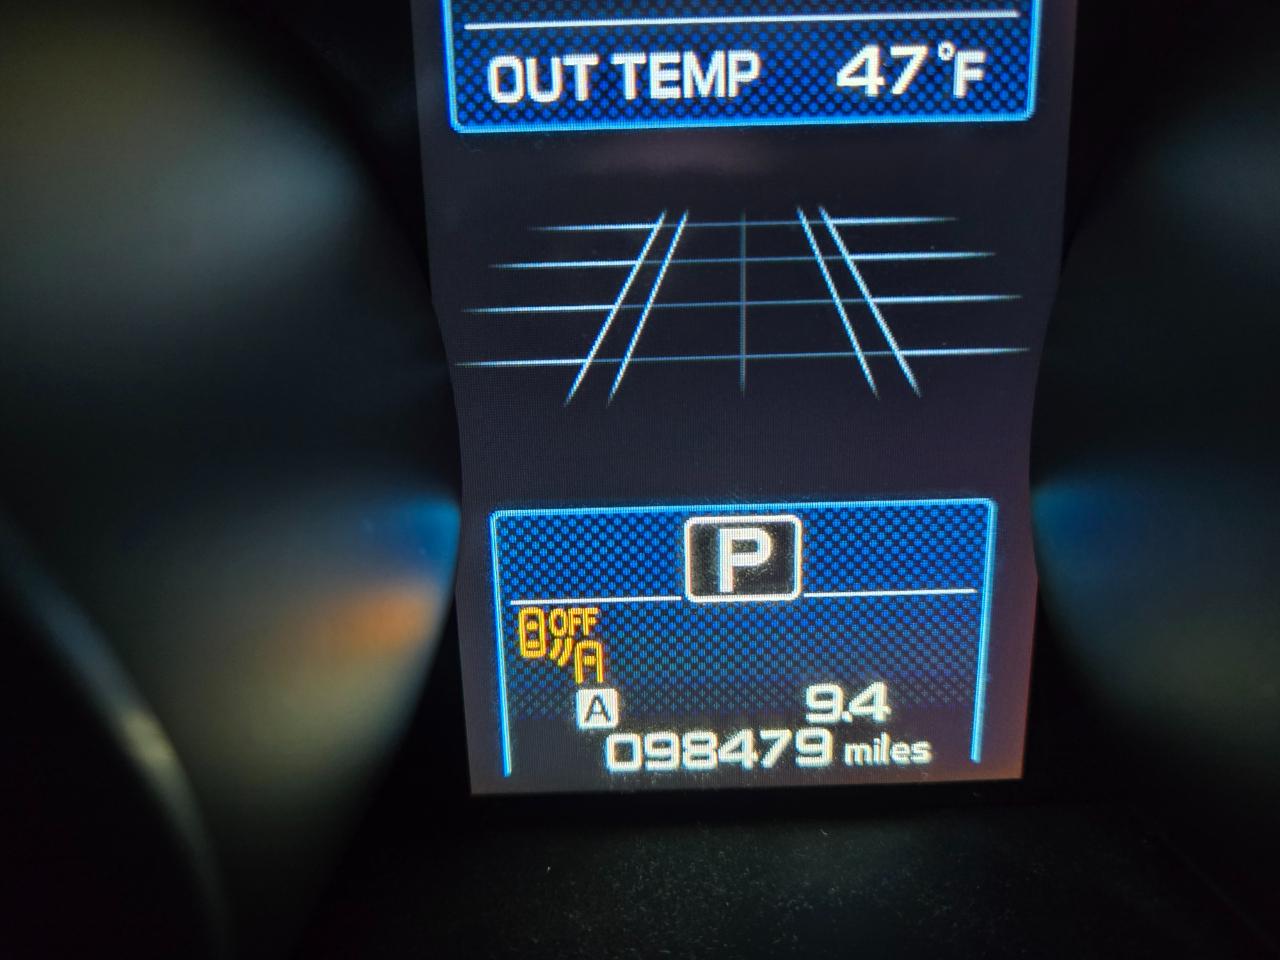 OUT TEMP 47°F
P
OFF
A 9.4
098479 miles